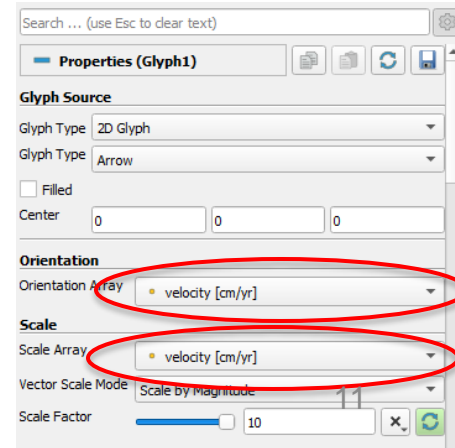 Search ... (use Esc to clear text)
Properties (Glyph1)
Glyph Source
Glyph Type 2D Glyph
Glyph Type Arrow
Filled
Center 0 0 0
Orientation
Orientation Array velocity [cm/yr]
Scale
Scale Array velocity [cm/yr]
Vector Scale Mode Scale by Magnitude
11
Scale Factor 10